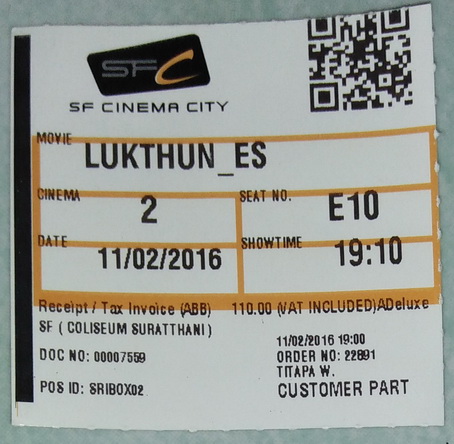 SFC
SF CINEMA CITY
MOVIE
LUKTHUN_ES
CINEMA 2 SEAT NO. E10
DATE 11/02/2016 SHOWTIME 19:10
Receipt / Tax Invoice (ABB) 110.00 (VAT INCLUDED)ADeluxe
SF ( COLISEUM SURATTHANI )
11/02/2016 19:00
DOC NO: 00007559 ORDER NO: 22891
TITAPA W.
POS ID: SRIBOX02 CUSTOMER PART